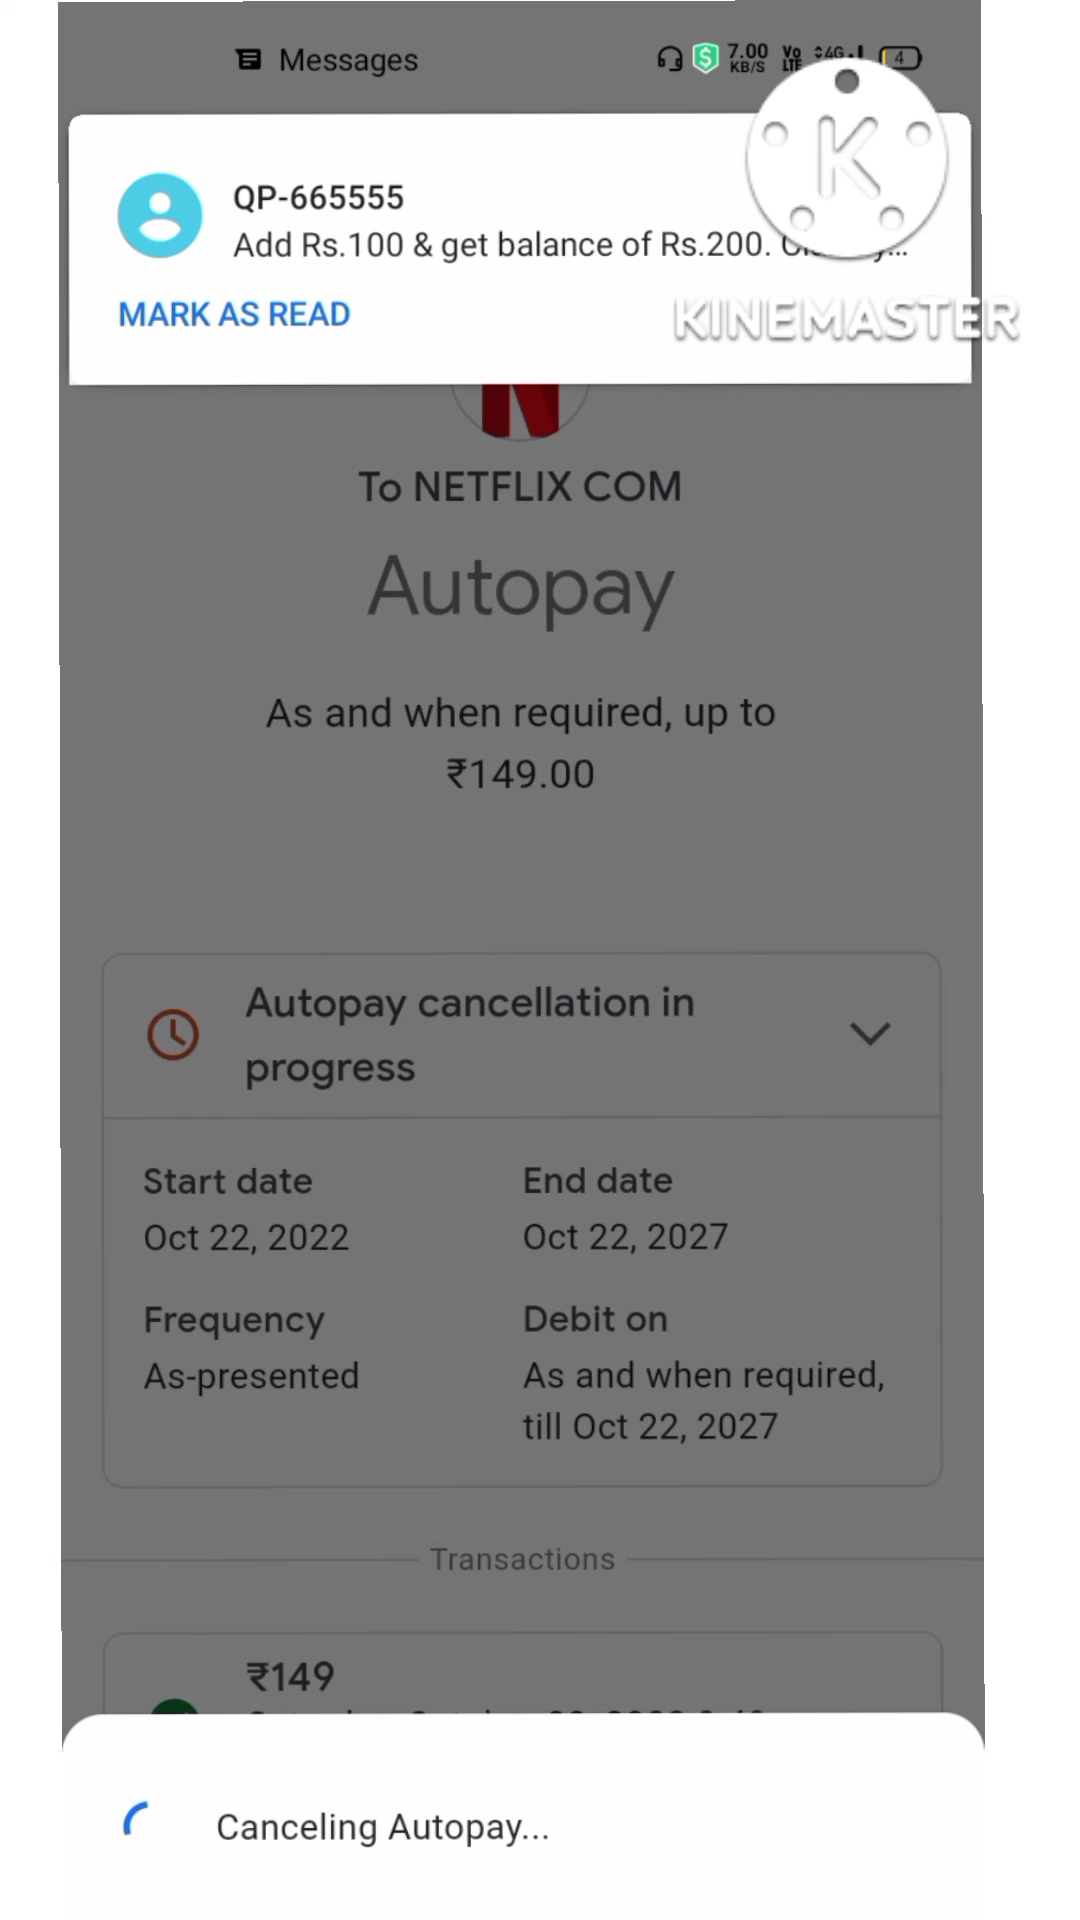 Messages
7.00
KB/S
Vo
LTE
4G
4
QP-665555
Add Rs.100 & get balance of Rs.200.
MARK AS READ
K
KINEMASTER
To NETFLIX COM
Autopay
As and when required, up to
₹149.00
Autopay cancellation in
progress
Start date
End date
Oct 22, 2022
Oct 22, 2027
Frequency
Debit on
As-presented
As and when required,
till Oct 22, 2027
Transactions
₹149
Canceling Autopay...